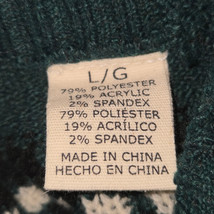 L/G
79% POLYESTER
19% ACRYLIC
2% SPANDEX
79% POLIÉSTER
19% ACRÍLICO
2% SPANDEX
MADE IN CHINA
HECHO EN CHINA